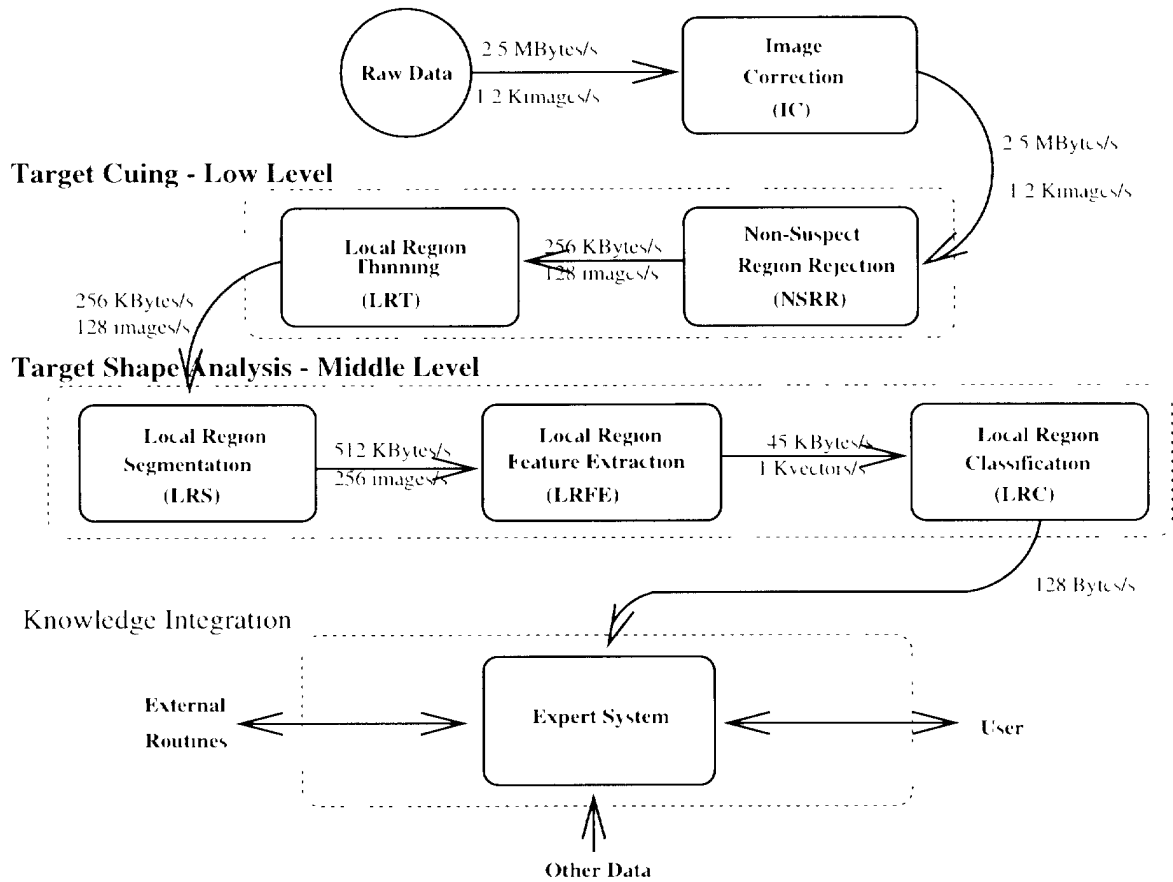 Raw Data
2 5 MBytes/s
1 2 Kimages/s
Image
Correction
(IC)
2 5 MBytes/s
1 2 Kimages/s
Target Cuing - Low Level
Local Region
Thinning
(LRT)
256 KBytes/s
128 images/s
Non-Suspect
Region Rejection
(NSRR)
256 KBytes/s
128 images/s
Target Shape Analysis - Middle Level
Local Region
Segmentation
(LRS)
512 KBytes/s
256 images/s
Local Region
Feature Extraction
(LRFE)
45 KBytes/s
1 Kvectors/s
Local Region
Classification
(LRC)
128 Bytes/s
Knowledge Integration
External
Routines
Expert System
User
Other Data